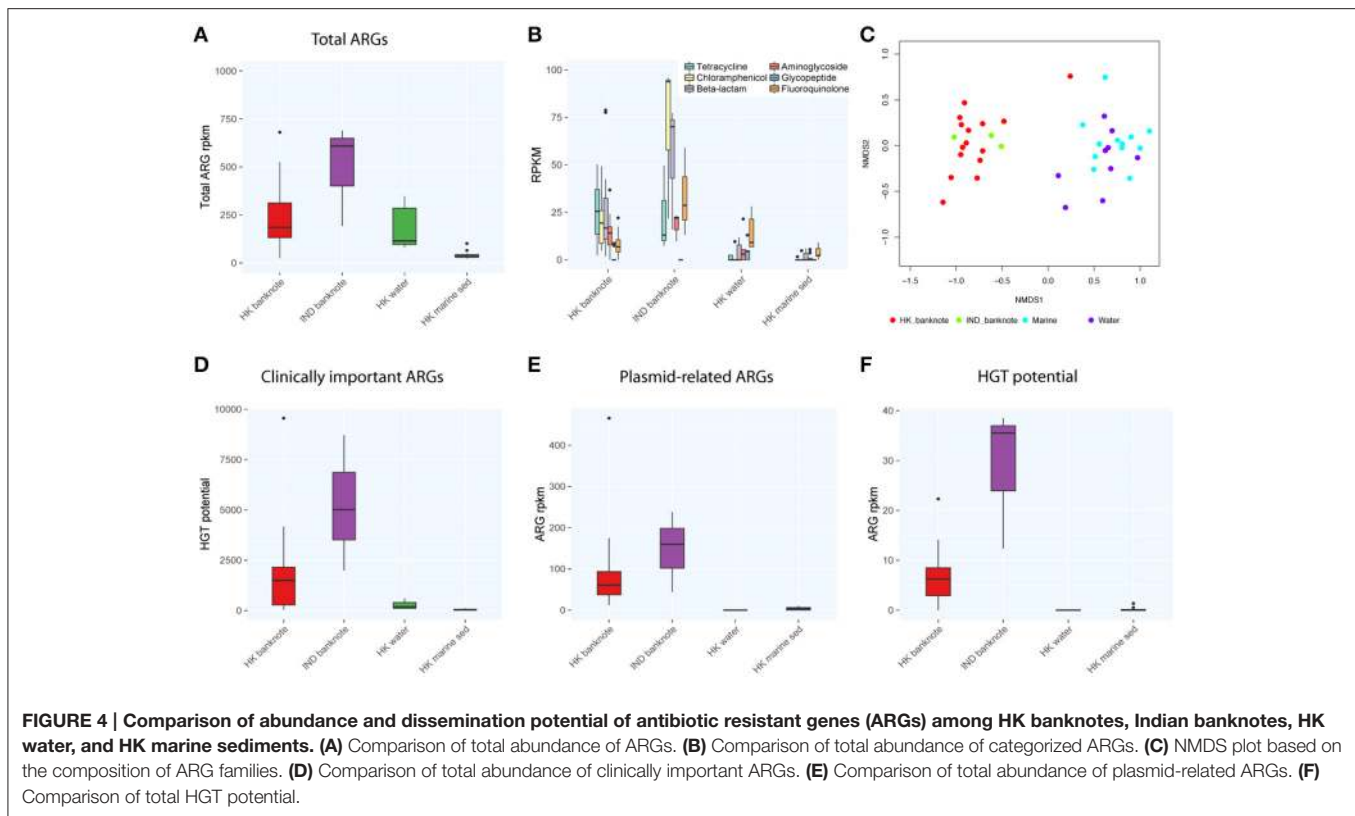 A
Total ARGs
Total ARG rpkm
1000
750
500
250
0
HK banknote
IND banknote
HK water
HK marine sed
B
Tetracycline
Chloramphenicol
Beta-lactam
Aminoglycoside
Glycopeptide
Fluoroquinolone
RPKM
100
75
50
25
0
HK banknote
IND banknote
HK water
HK marine sed
C
NMDS2
1.0
0.5
0.0
-0.5
-1.0
-1.5
-1.0
-0.5
0.0
0.5
1.0
NMDS1
HK_banknote
IND_banknote
Marine
Water
D
Clinically important ARGs
HGT potential
10000
7500
5000
2500
0
HK banknote
IND banknote
HK water
HK marine sed
E
Plasmid-related ARGs
ARG rpkm
400
300
200
100
0
HK banknote
IND banknote
HK water
HK marine sed
F
HGT potential
ARG rpkm
40
30
20
10
0
HK banknote
IND banknote
HK water
HK marine sed
FIGURE 4 | Comparison of abundance and dissemination potential of antibiotic resistant genes (ARGs) among HK banknotes, Indian banknotes, HK
water, and HK marine sediments. (A) Comparison of total abundance of ARGs. (B) Comparison of total abundance of categorized ARGs. (C) NMDS plot based on
the composition of ARG families. (D) Comparison of total abundance of clinically important ARGs. (E) Comparison of total abundance of plasmid-related ARGs. (F)
Comparison of total HGT potential.